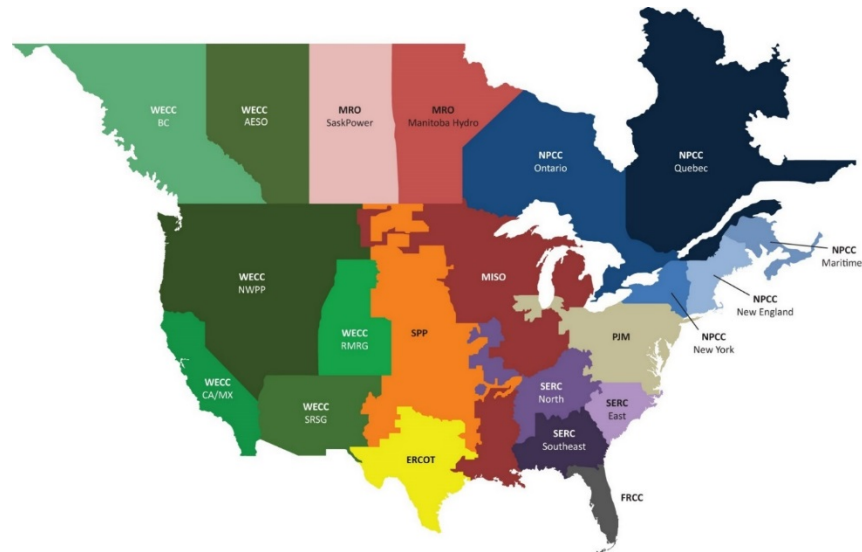 WECC
BC
WECC
AESO
MRO
SaskPower
MRO
Manitoba Hydro
NPCC
Ontario
NPCC
Quebec
NPCC
Maritime
NPCC
New England
NPCC
New York
WECC
NWPP
MISO
WECC
RMRG
SPP
PJM
WECC
CA/MX
WECC
SRSG
SERC
North
SERC
East
SERC
Southeast
ERCOT
FRCC